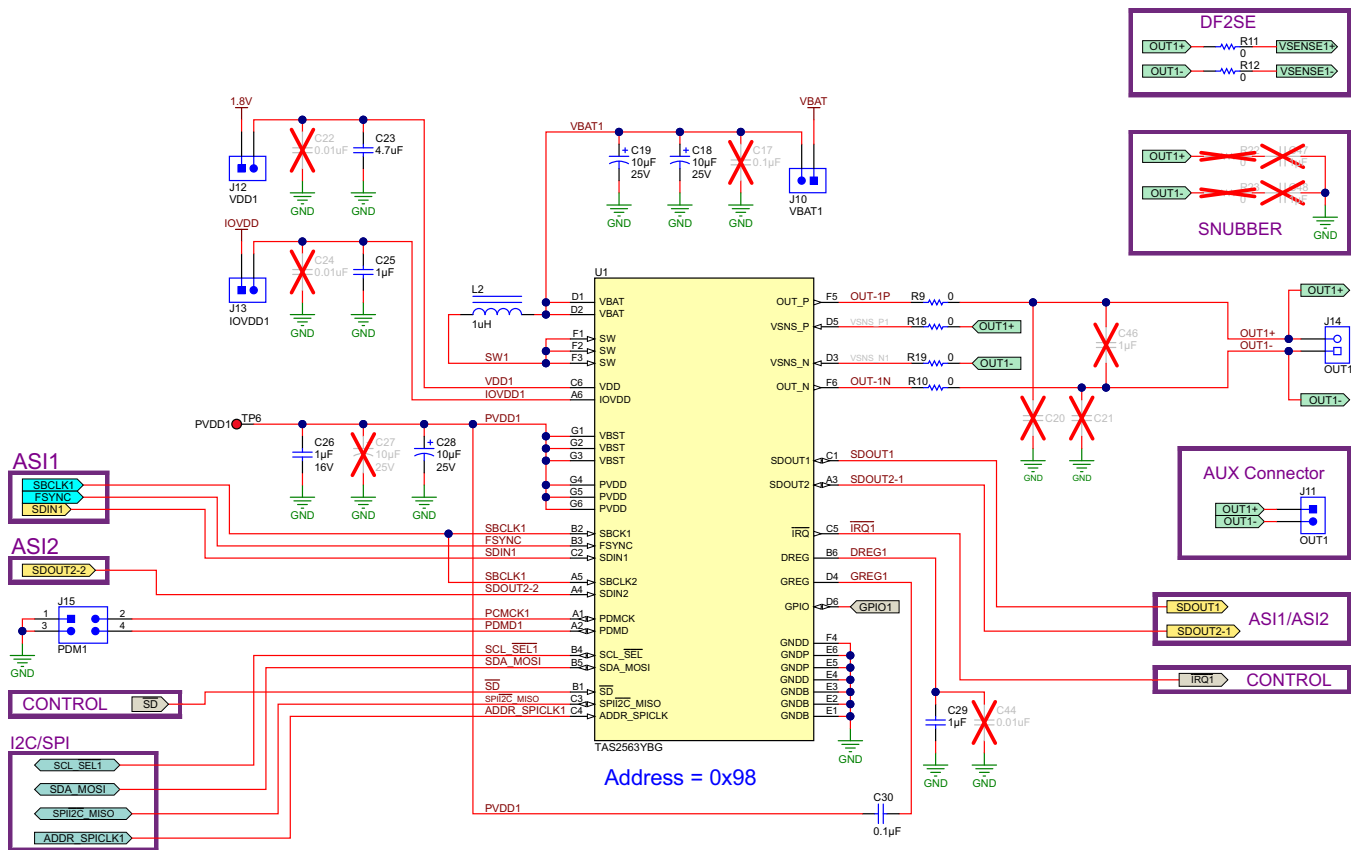 DF2SE
OUT1+ R11 0 VSENSE1+
OUT1- R12 0 VSENSE1-
1.8V
C22 0.01uF
C23 4.7uF
J12
VDD1
GND GND
IOVDD
C24 0.01uF
C25 1µF
J13
IOVDD1
GND GND
VBAT
VBAT1
C19 10µF 25V
C18 10µF 25V
C17 0.1µF
J10
VBAT1
GND GND GND
OUT1+
OUT1-
SNUBBER
GND
L2
1uH
SW1
VDD1
IOVDD1
PVDD1 TP6
PVDD1
C26 1µF 16V
C27 10µF 25V
C28 10µF 25V
GND GND GND
U1
D1 VBAT
D2 VBAT
F1 SW
F2 SW
F3 SW
C6 VDD
A6 IOVDD
G1 VBST
G2 VBST
G3 VBST
G4 PVDD
G5 PVDD
G6 PVDD
SBCLK1 B2 SBCK1
FSYNC B3 FSYNC
SDIN1 C2 SDIN1
SBCLK1 A5 SBCLK2
SDOUT2-2 A4 SDIN2
PCMCK1 A1 PDMCK
PDMD1 A2 PDMD
SCL_SEL1 B4 SCL_SEL
SDA_MOSI B5 SDA_MOSI
SD B1 SD
SPII2C_MISO C3 SPII2C_MISO
ADDR_SPICLK1 C4 ADDR_SPICLK
TAS2563YBG
Address = 0x98
OUT_P F5 OUT-1P R9 0
VSNS_P D5 VSNS_P1 R18 0 OUT1+
VSNS_N D3 VSNS_N1 R19 0 OUT1-
OUT_N F6 OUT-1N R10 0
SDOUT1 C1 SDOUT1
SDOUT2 A3 SDOUT2-1
IRQ C5 IRQ1
DREG B6 DREG1
GREG D4 GREG1
GPIO D6 GPIO1
GNDD F4
GNDP E6
GNDP E5
GNDD E4
GNDB E3
GNDB E2
GNDB E1
GND
C46 1µF
C20
C21
GND GND
OUT1+
OUT1+
OUT1-
J14
OUT1
OUT1-
AUX Connector
J11
OUT1+
OUT1-
OUT1
SDOUT1
SDOUT2-1
ASI1/ASI2
IRQ1 CONTROL
C29 1µF
C44 0.01uF
GND GND
PVDD1
C30
0.1µF
ASI1
SBCLK1
FSYNC
SDIN1
ASI2
SDOUT2-2
J15
1 2
3 4
PDM1
GND
CONTROL SD
I2C/SPI
SCL_SEL1
SDA_MOSI
SPII2C_MISO
ADDR_SPICLK1